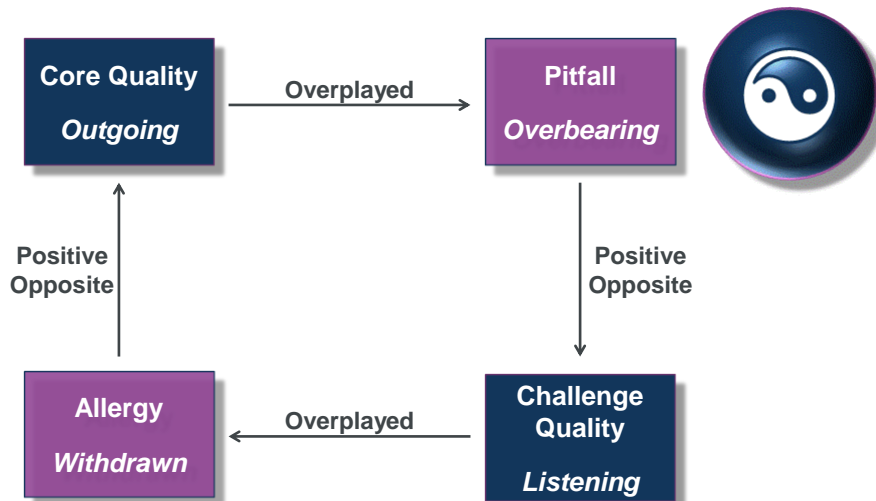 Core Quality
Outgoing
Overplayed
Pitfall
Overbearing
Positive
Opposite
Positive
Opposite
Allergy
Withdrawn
Overplayed
Challenge
Quality
Listening